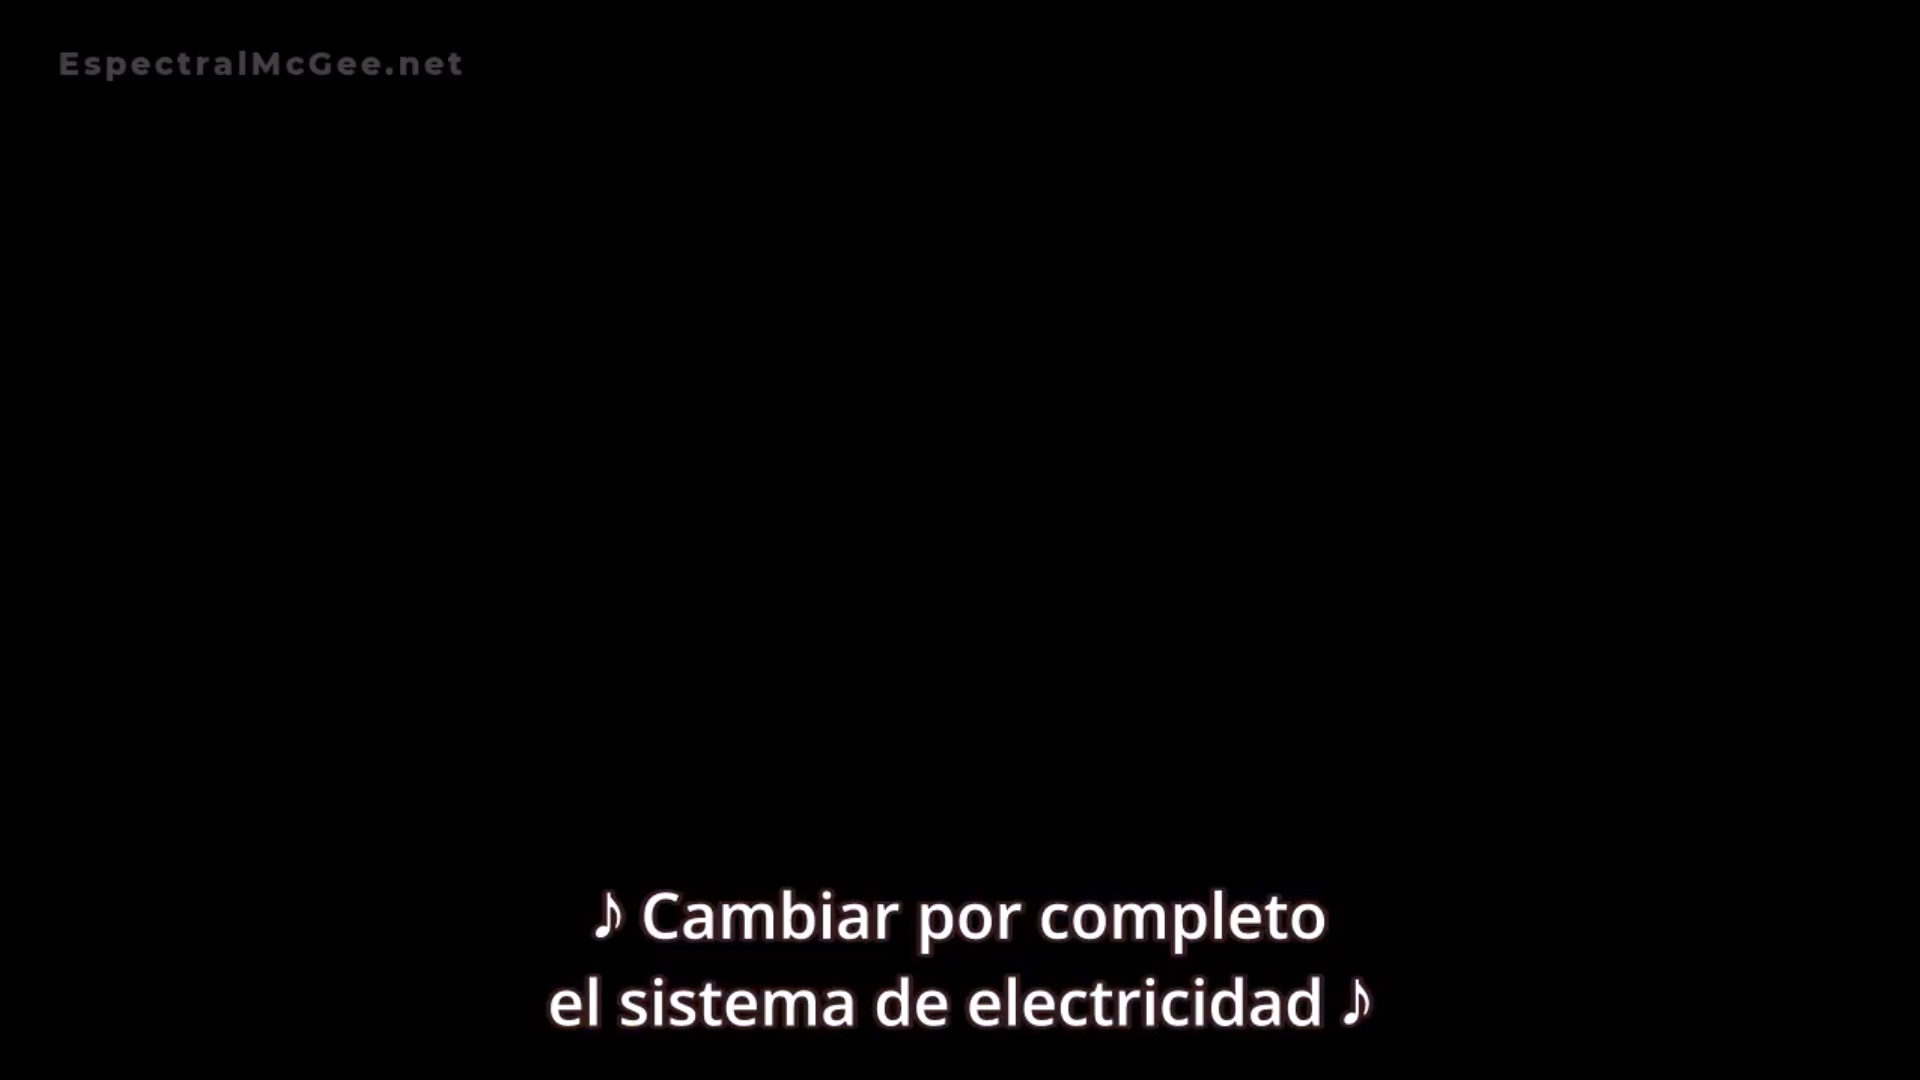 EspectralMcGee.net
♪ Cambiar por completo
el sistema de electricidad ♪